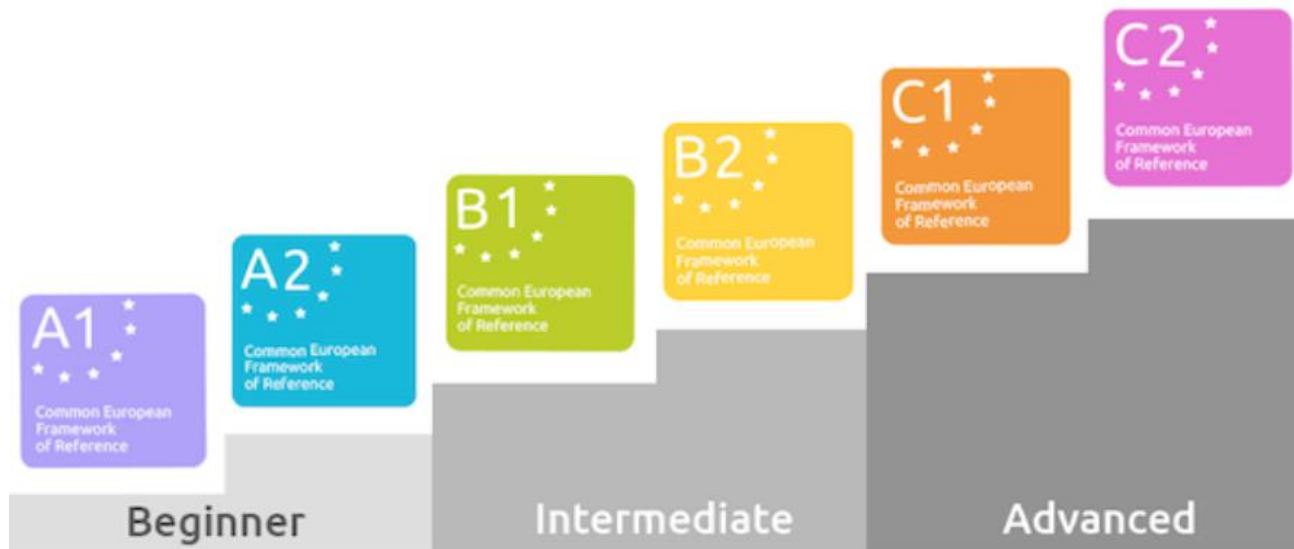 A1
Common European
Framework
of Reference
A2
Common European
Framework
of Reference
B1
Common European
Framework
of Reference
B2
Common European
Framework
of Reference
C1
Common European
Framework
of Reference
C2
Common European
Framework
of Reference
Beginner
Intermediate
Advanced